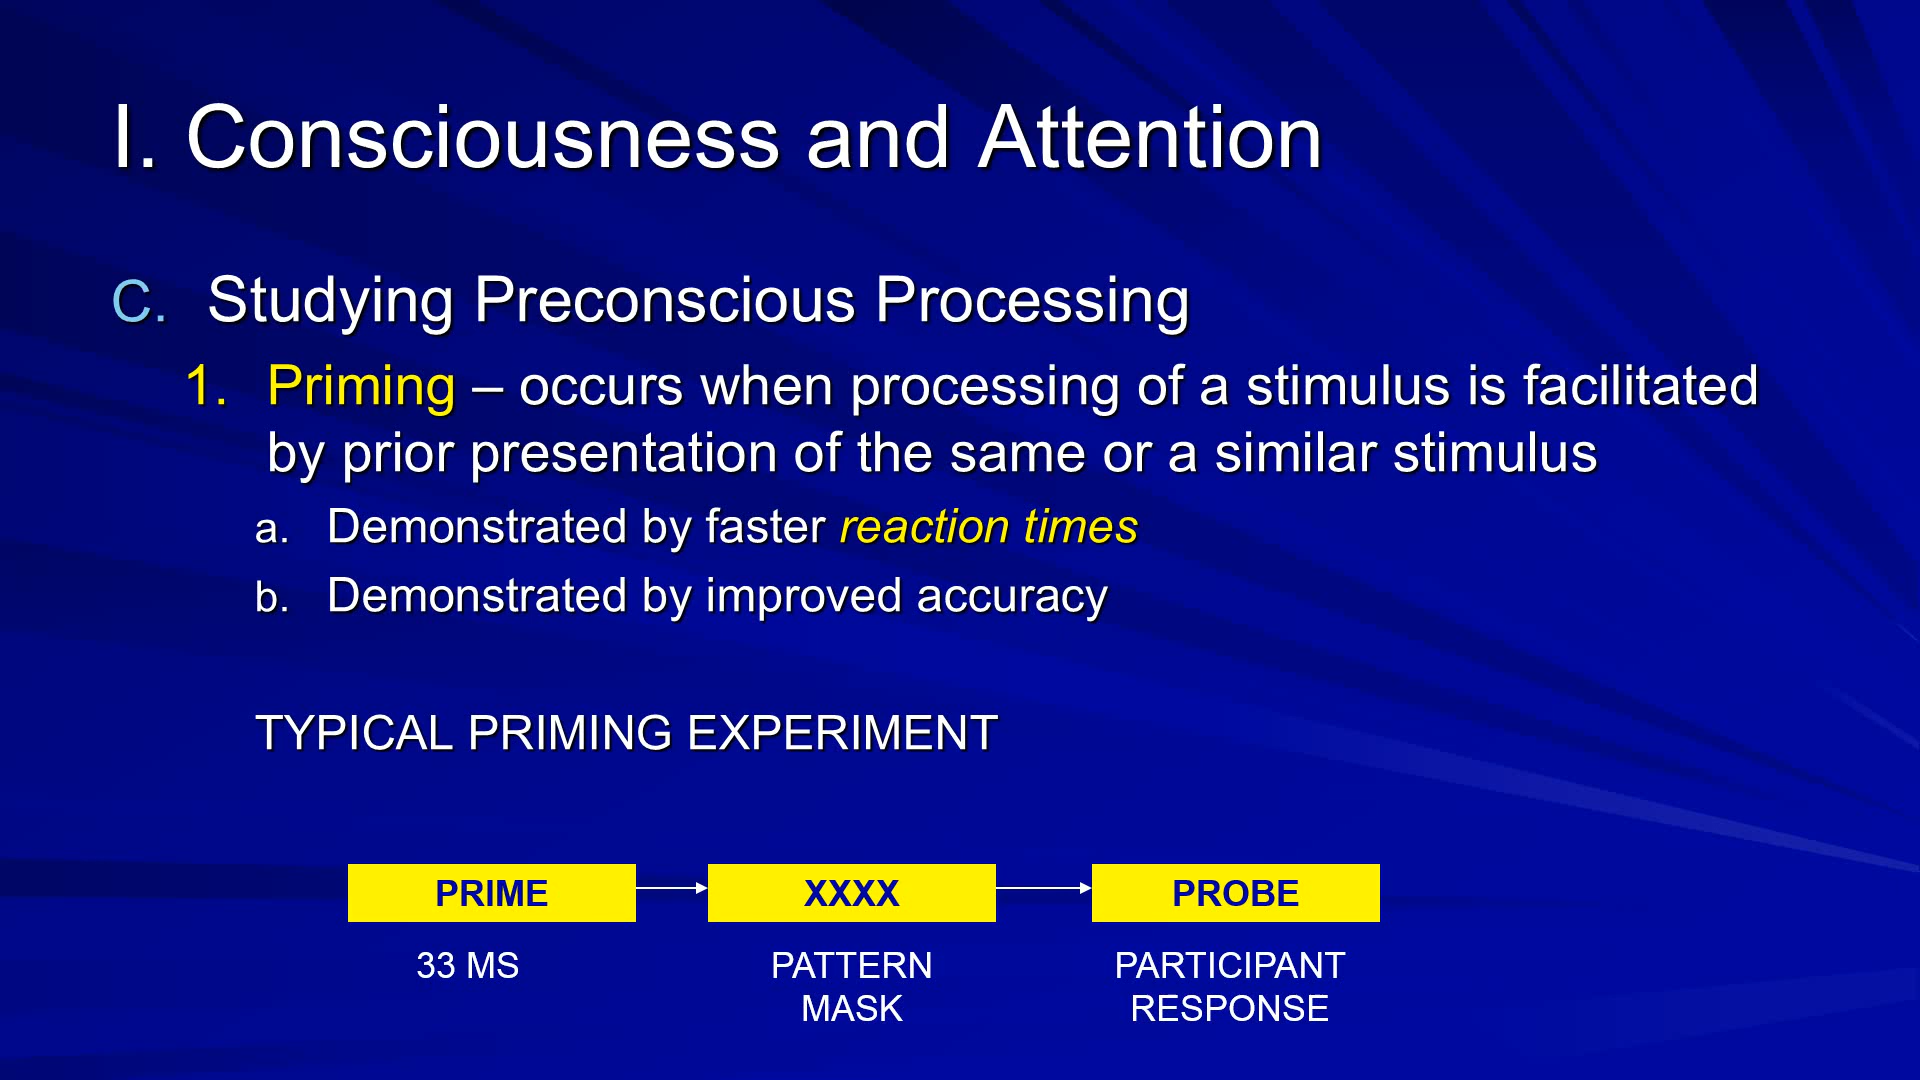 I. Consciousness and Attention
C. Studying Preconscious Processing
1. Priming – occurs when processing of a stimulus is facilitated
by prior presentation of the same or a similar stimulus
a. Demonstrated by faster reaction times
b. Demonstrated by improved accuracy
TYPICAL PRIMING EXPERIMENT
PRIME XXXX PROBE
33 MS PATTERN PARTICIPANT
MASK RESPONSE